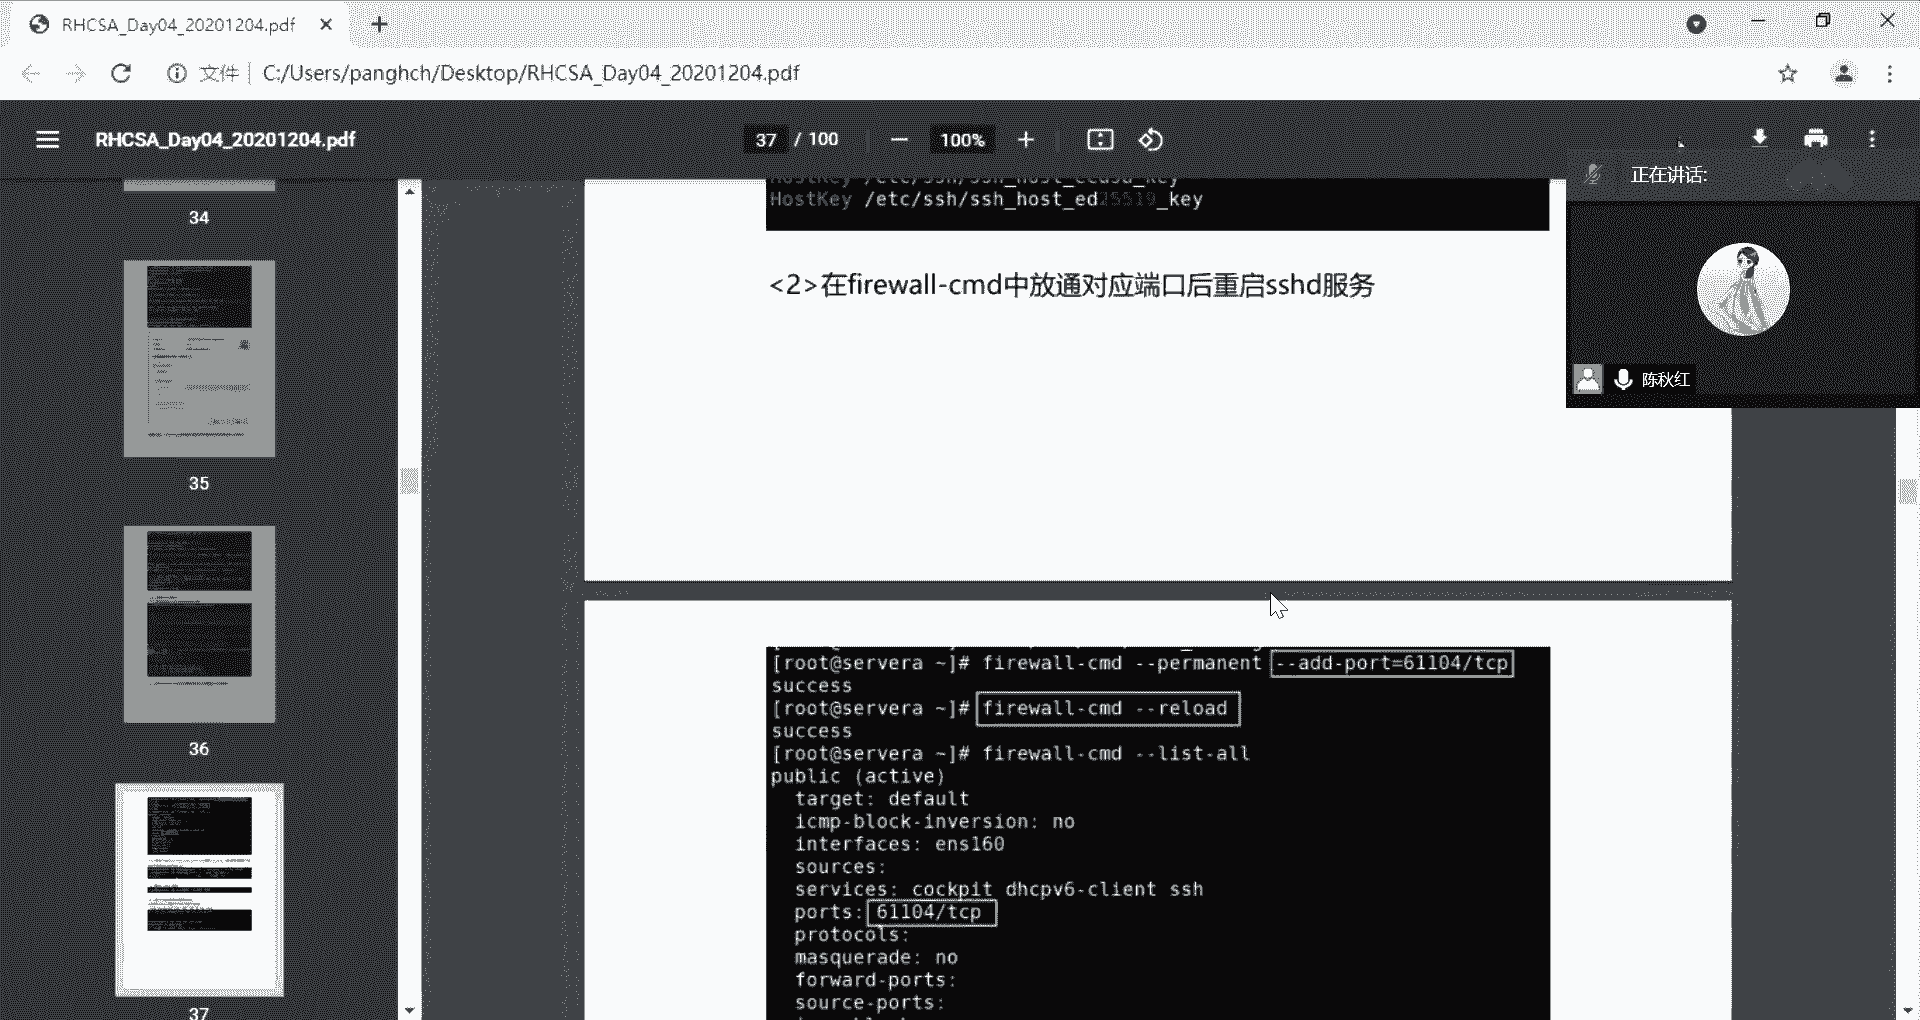 RHCSA_Day04_20201204.pdf
文件 C:/Users/panghch/Desktop/RHCSA_Day04_20201204.pdf
RHCSA_Day04_20201204.pdf
37 / 100
100%
正在讲话:
陈秋红
34
35
36
37
HostKey /etc/ssh/ssh_host_ecdsa_key
HostKey /etc/ssh/ssh_host_ed25519_key
<2>在firewall-cmd中放通对应端口后重启sshd服务
[root@servera ~]# firewall-cmd --permanent --add-port=61104/tcp
success
[root@servera ~]# firewall-cmd --reload
success
[root@servera ~]# firewall-cmd --list-all
public (active)
target: default
icmp-block-inversion: no
interfaces: ens160
sources:
services: cockpit dhcpv6-client ssh
ports: 61104/tcp
protocols:
masquerade: no
forward-ports:
source-ports: